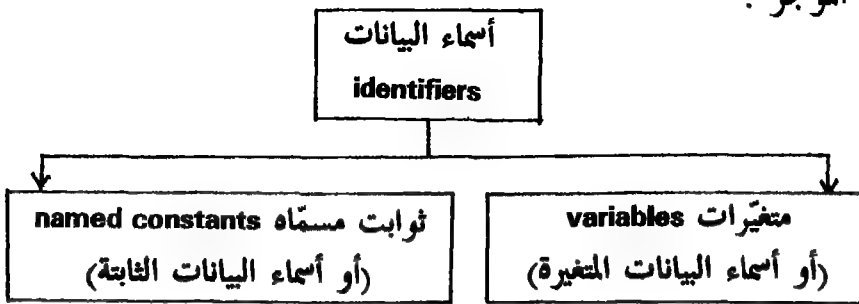 أسماء البيانات
identifiers
متغيّرات variables
(أو أسماء البيانات المتغيرة)
ثوابت مسمّاه named constants
(أو أسماء البيانات الثابتة)